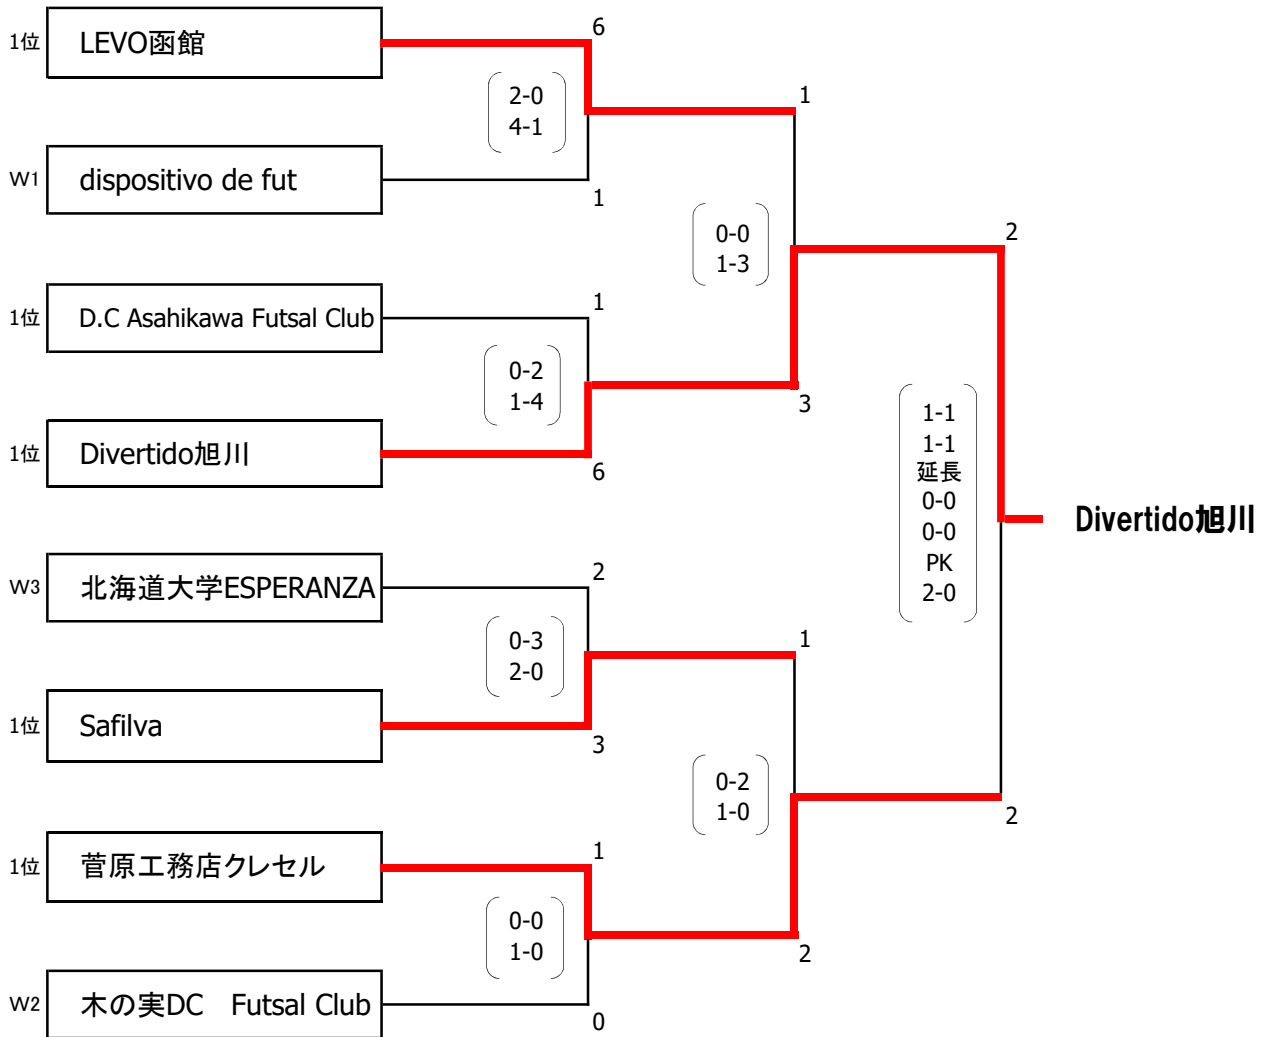 1位 LEVO函館 6
2-0
4-1
1
W1 dispositivo de fut 1
0-0
1-3
2
1位 D.C Asahikawa Futsal Club 1
0-2
1-4
3
1位 Divertido旭川 6
1-1
1-1
延長
0-0
0-0
PK
2-0
Divertido旭川
W3 北海道大学ESPERANZA 2
0-3
2-0
1
1位 Safilva 3
0-2
1-0
2
1位 菅原工務店クレセル 1
0-0
1-0
2
W2 木の実DC　Futsal Club 0